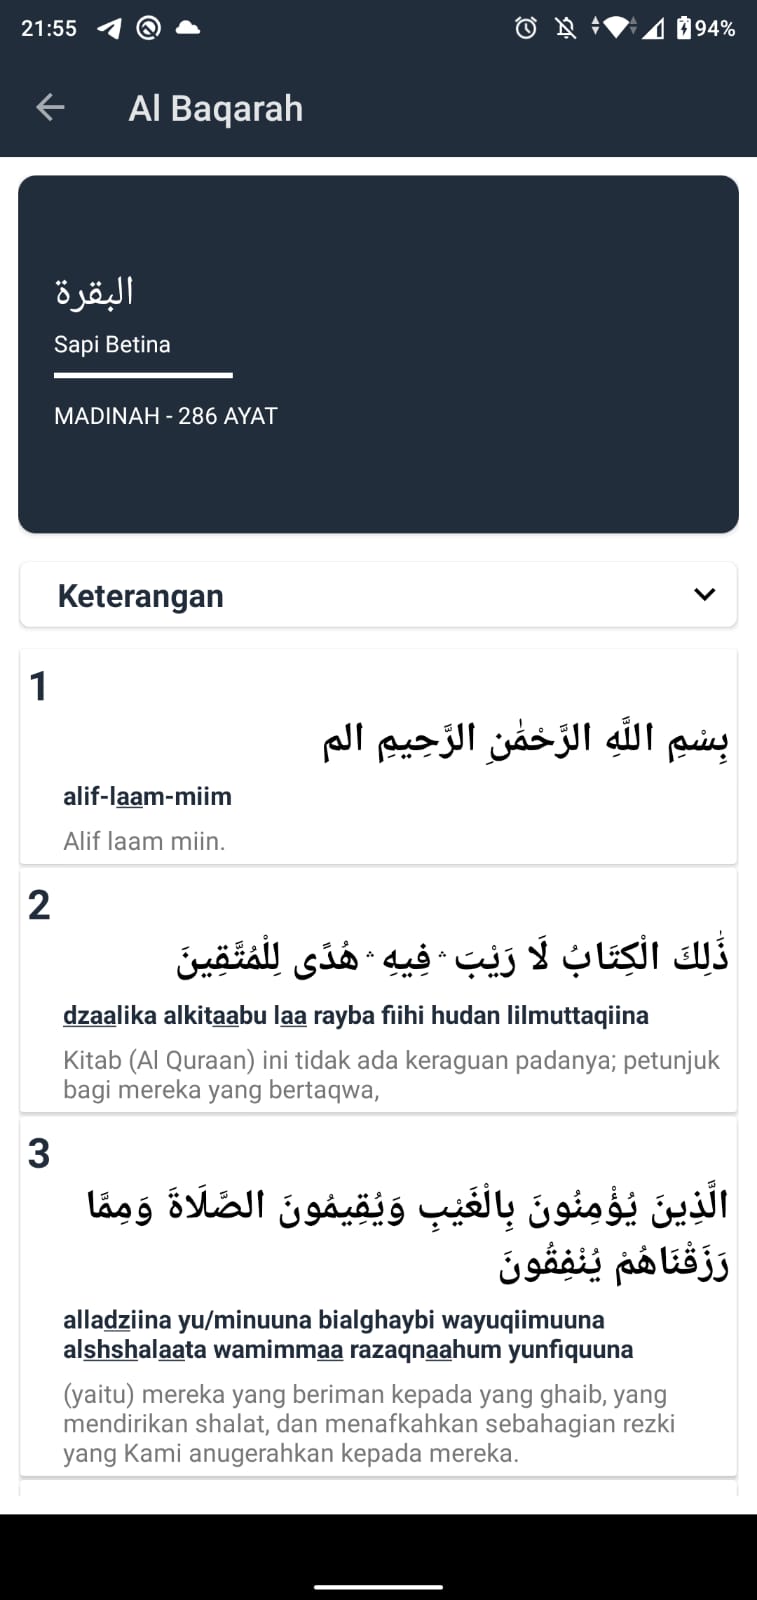 21:55
94%
Al Baqarah
البقرة
Sapi Betina
MADINAH - 286 AYAT
Keterangan
1
بِسْمِ اللَّهِ الرَّحْمَٰنِ الرَّحِيمِ الم
alif-laam-miim
Alif laam miin.
2
ذَٰلِكَ الْكِتَابُ لَا رَيْبَ ۛ فِيهِ ۛ هُدًى لِلْمُتَّقِينَ
dzaalika alkitaabu laa rayba fiihi hudan lilmuttaqiina
Kitab (Al Quraan) ini tidak ada keraguan padanya; petunjuk
bagi mereka yang bertaqwa,
3
الَّذِينَ يُؤْمِنُونَ بِالْغَيْبِ وَيُقِيمُونَ الصَّلَاةَ وَمِمَّا
رَزَقْنَاهُمْ يُنْفِقُونَ
alladziina yu/minuuna bialghaybi wayuqiimuuna
alshshalaata wamimmaa razaqnaahum yunfiquuna
(yaitu) mereka yang beriman kepada yang ghaib, yang
mendirikan shalat, dan menafkahkan sebahagian rezki
yang Kami anugerahkan kepada mereka.